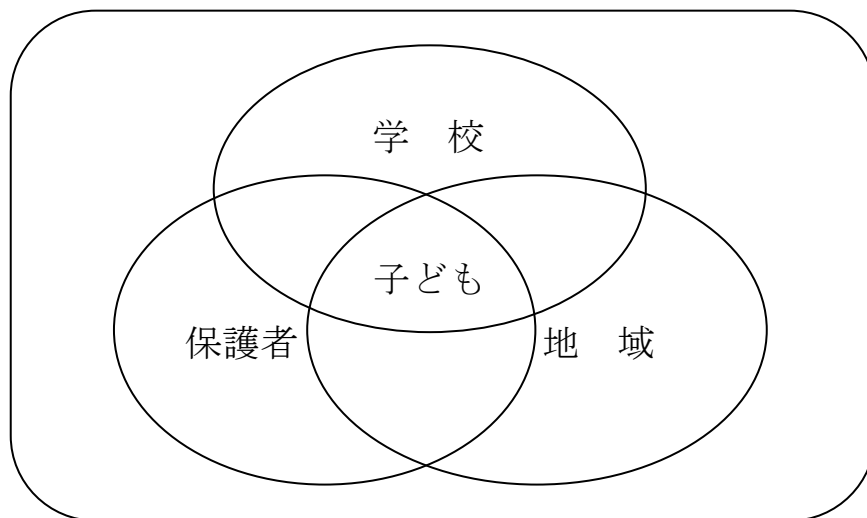 学　校
子ども
保護者
地　域